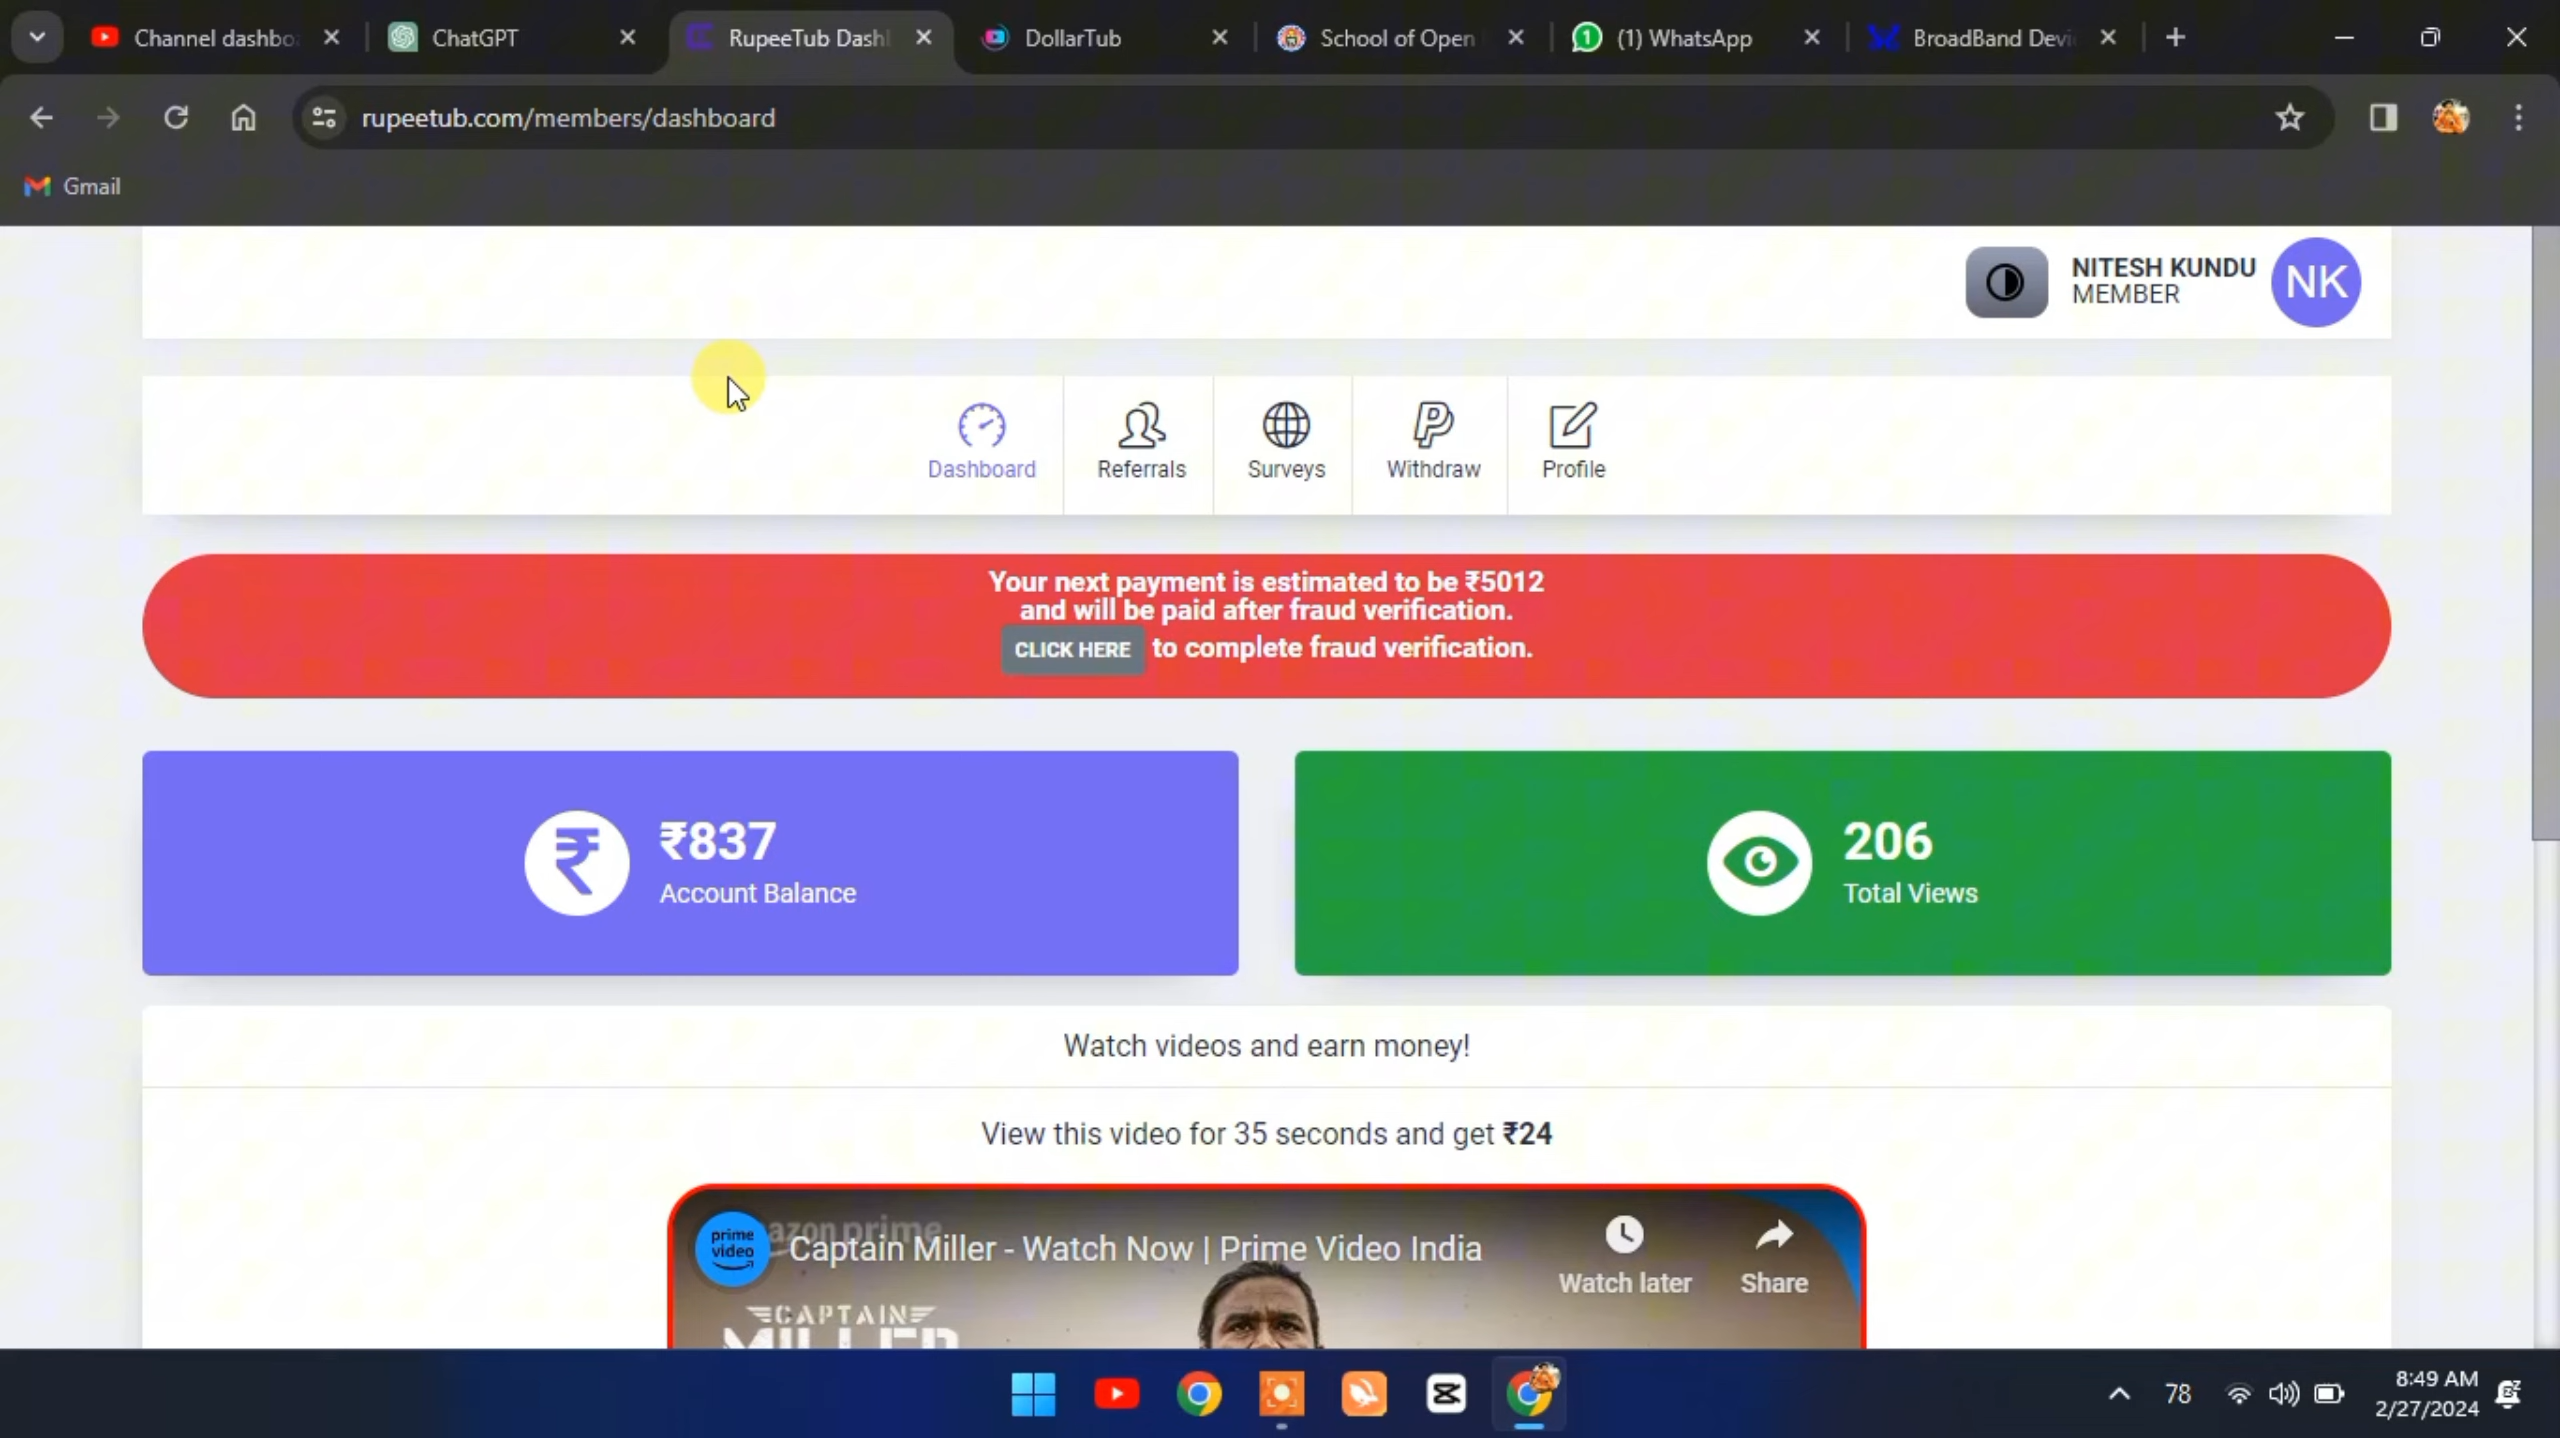 Channel dashbo
ChatGPT
RupeeTub Dash
DollarTub
School of Open
1
(1) WhatsApp
BroadBand Devi
rupeetub.com/members/dashboard
Gmail
NITESH KUNDU
MEMBER
NK
Dashboard
Referrals
Surveys
Withdraw
Profile
Your next payment is estimated to be ₹5012
and will be paid after fraud verification.
CLICK HERE to complete fraud verification.
₹
₹837
Account Balance
206
Total Views
Watch videos and earn money!
View this video for 35 seconds and get ₹24
prime
video
azon prime
Captain Miller - Watch Now | Prime Video India
Watch later
Share
CAPTAIN
MILLER
78
8:49 AM
2/27/2024